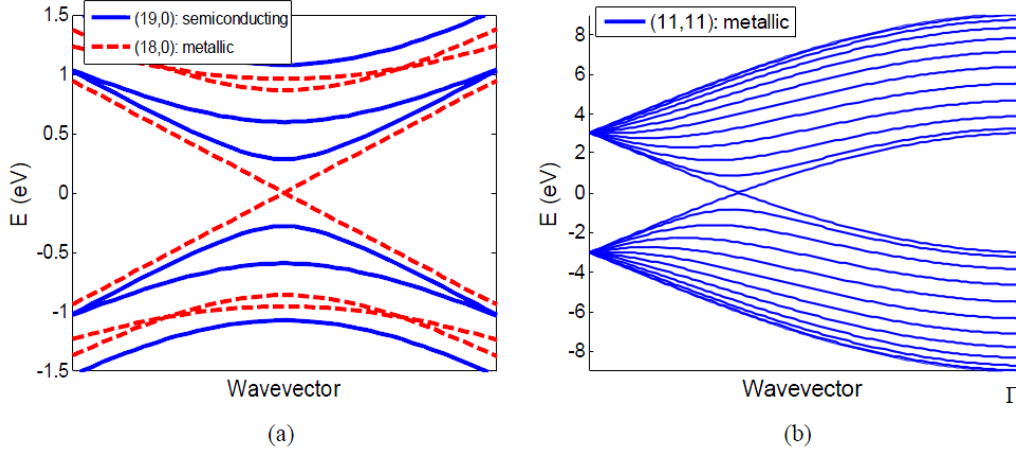 1.5
1
0.5
0
-0.5
-1
-1.5
E (eV)
(19,0): semiconducting
(18,0): metallic
Wavevector
(a)
8
6
4
2
0
-2
-4
-6
-8
E (eV)
(11,11): metallic
Wavevector
Γ
(b)